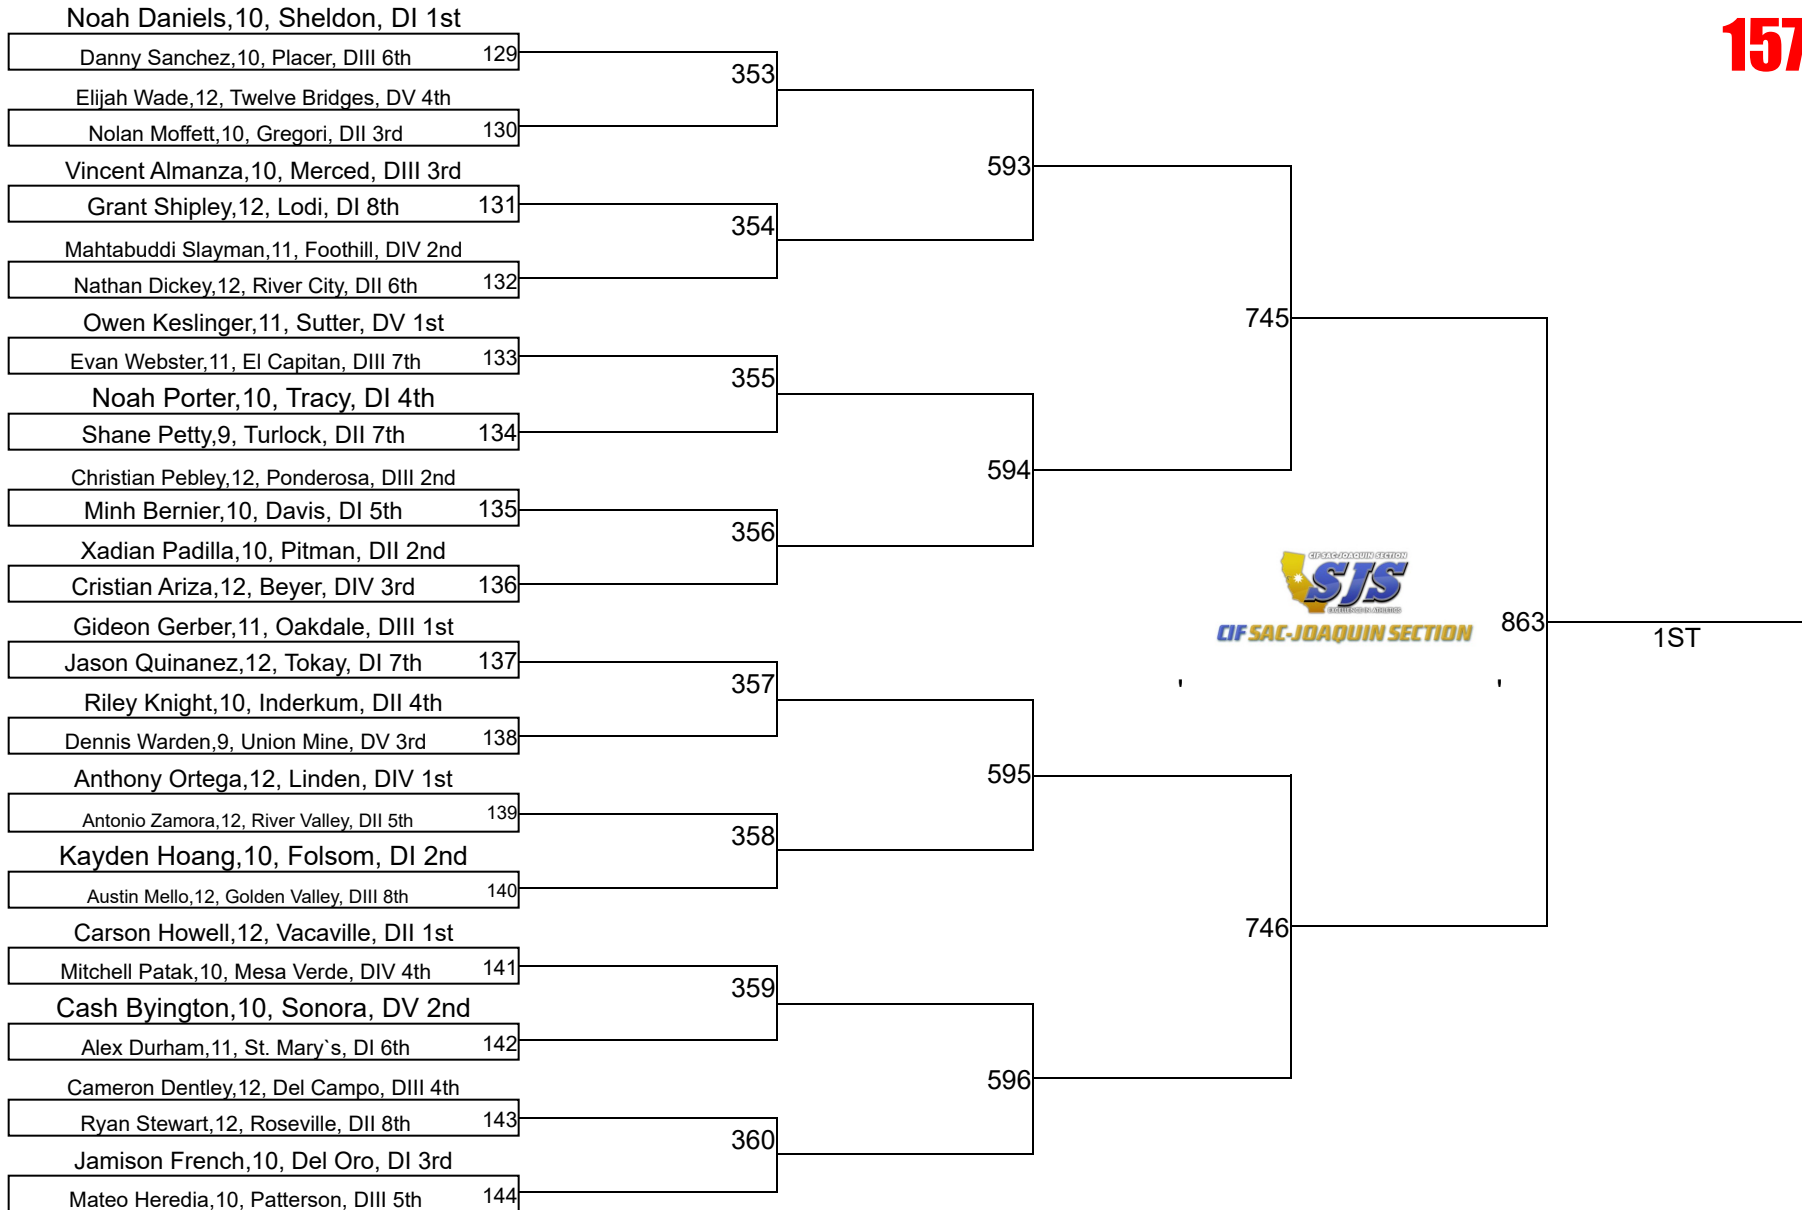 157
Noah Daniels,10, Sheldon, DI 1st
Danny Sanchez,10, Placer, DIII 6th 129
353
Elijah Wade,12, Twelve Bridges, DV 4th
Nolan Moffett,10, Gregori, DII 3rd 130
593
Vincent Almanza,10, Merced, DIII 3rd
Grant Shipley,12, Lodi, DI 8th 131
354
Mahtabuddi Slayman,11, Foothill, DIV 2nd
Nathan Dickey,12, River City, DII 6th 132
745
Owen Keslinger,11, Sutter, DV 1st
Evan Webster,11, El Capitan, DIII 7th 133
355
Noah Porter,10, Tracy, DI 4th
Shane Petty,9, Turlock, DII 7th 134
594
Christian Pebley,12, Ponderosa, DIII 2nd
Minh Bernier,10, Davis, DI 5th 135
356
Xadian Padilla,10, Pitman, DII 2nd
Cristian Ariza,12, Beyer, DIV 3rd 136
CIF SAC-JOAQUIN SECTION
SJS
EXCELLENCE IN ATHLETICS
CIF SAC-JOAQUIN SECTION
863
1ST
Gideon Gerber,11, Oakdale, DIII 1st
Jason Quinanez,12, Tokay, DI 7th 137
357
' '
Riley Knight,10, Inderkum, DII 4th
Dennis Warden,9, Union Mine, DV 3rd 138
595
Anthony Ortega,12, Linden, DIV 1st
Antonio Zamora,12, River Valley, DII 5th 139
358
Kayden Hoang,10, Folsom, DI 2nd
Austin Mello,12, Golden Valley, DIII 8th 140
746
Carson Howell,12, Vacaville, DII 1st
Mitchell Patak,10, Mesa Verde, DIV 4th 141
359
Cash Byington,10, Sonora, DV 2nd
Alex Durham,11, St. Mary`s, DI 6th 142
596
Cameron Dentley,12, Del Campo, DIII 4th
Ryan Stewart,12, Roseville, DII 8th 143
360
Jamison French,10, Del Oro, DI 3rd
Mateo Heredia,10, Patterson, DIII 5th 144